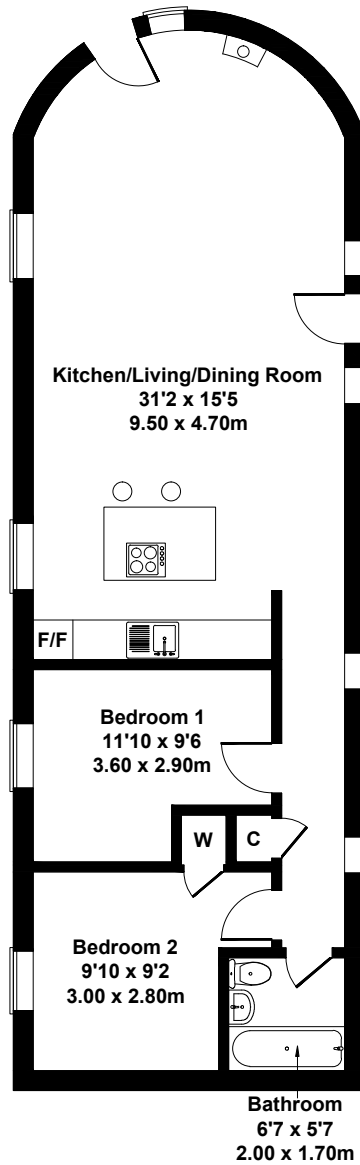 Kitchen/Living/Dining Room
31'2 x 15'5
9.50 x 4.70m
F/F
Bedroom 1
11'10 x 9'6
3.60 x 2.90m
W
C
Bedroom 2
9'10 x 9'2
3.00 x 2.80m
Bathroom
6'7 x 5'7
2.00 x 1.70m